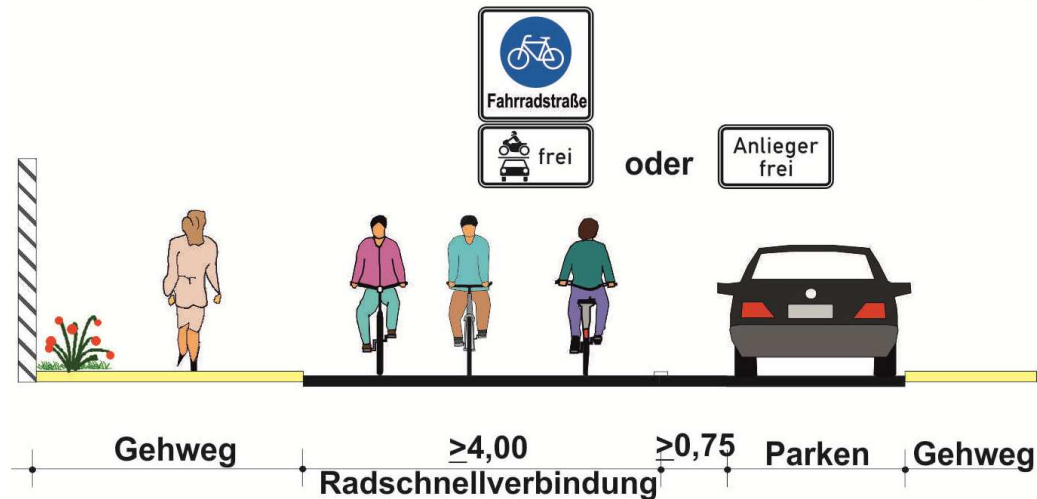 Fahrradstraße
frei
oder
Anlieger
frei
Gehweg
≥4,00
≥0,75
Parken
Gehweg
Radschnellverbindung